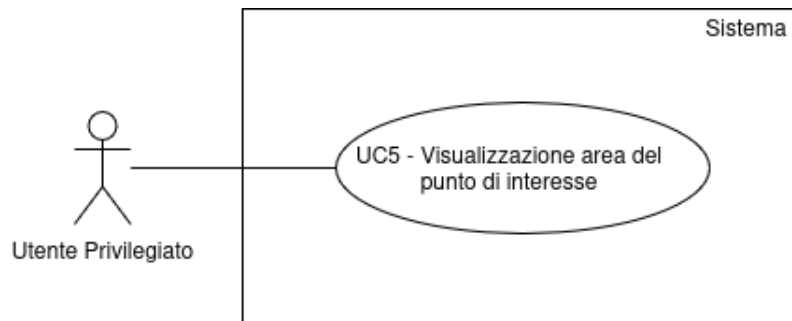 Sistema
UC5 - Visualizzazione area del
punto di interesse
Utente Privilegiato